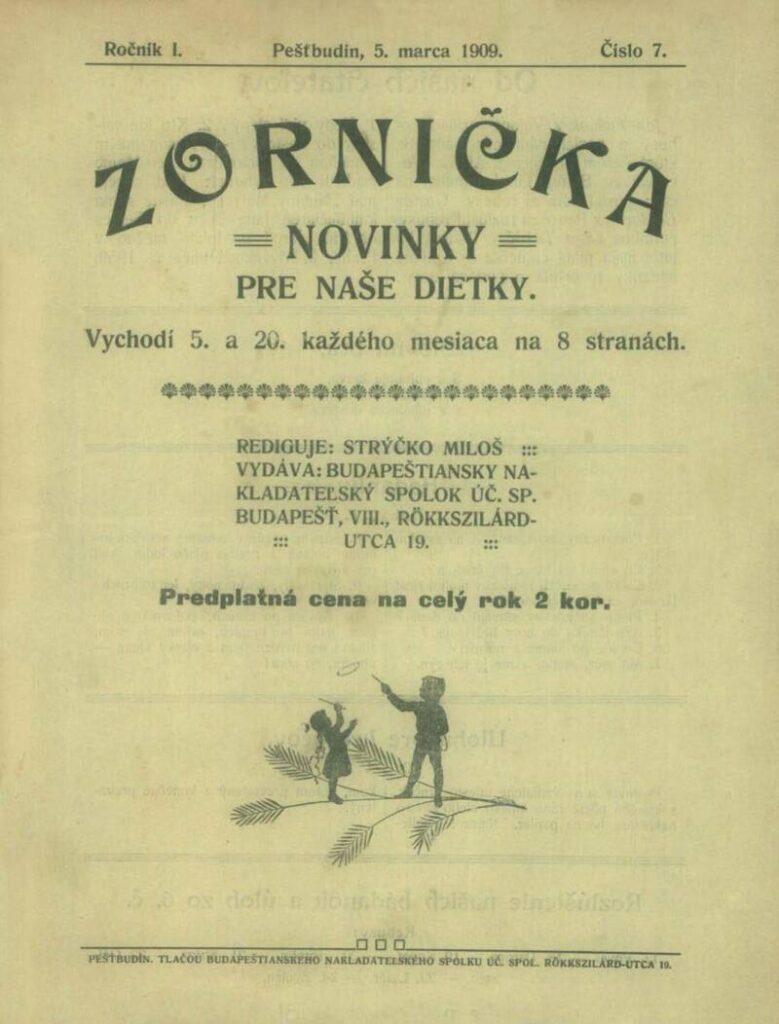 Ročník I. Pešťbudín, 5. marca 1909. Číslo 7.
ZORNIČKA
NOVINKY
PRE NAŠE DIETKY.
Vychodí 5. a 20. každého mesiaca na 8 stranách.
REDIGUJE: STRÝČKO MILOŠ :::
VYDÁVA: BUDAPEŠTIANSKY NA-
KLADATEĽSKÝ SPOLOK ÚČ. SP.
BUDAPEŠŤ, VIII., RÖKKSZILÁRD-
::: UTCA 19. :::
Predplatná cena na celý rok 2 kor.
PEŠŤBUDÍN. TLAČOU BUDAPEŠTIANSKEHO NAKLADATEĽSKÉHO SPOLKU ÚČ. SPOL. RÖKKSZILÁRD-UTCA 19.